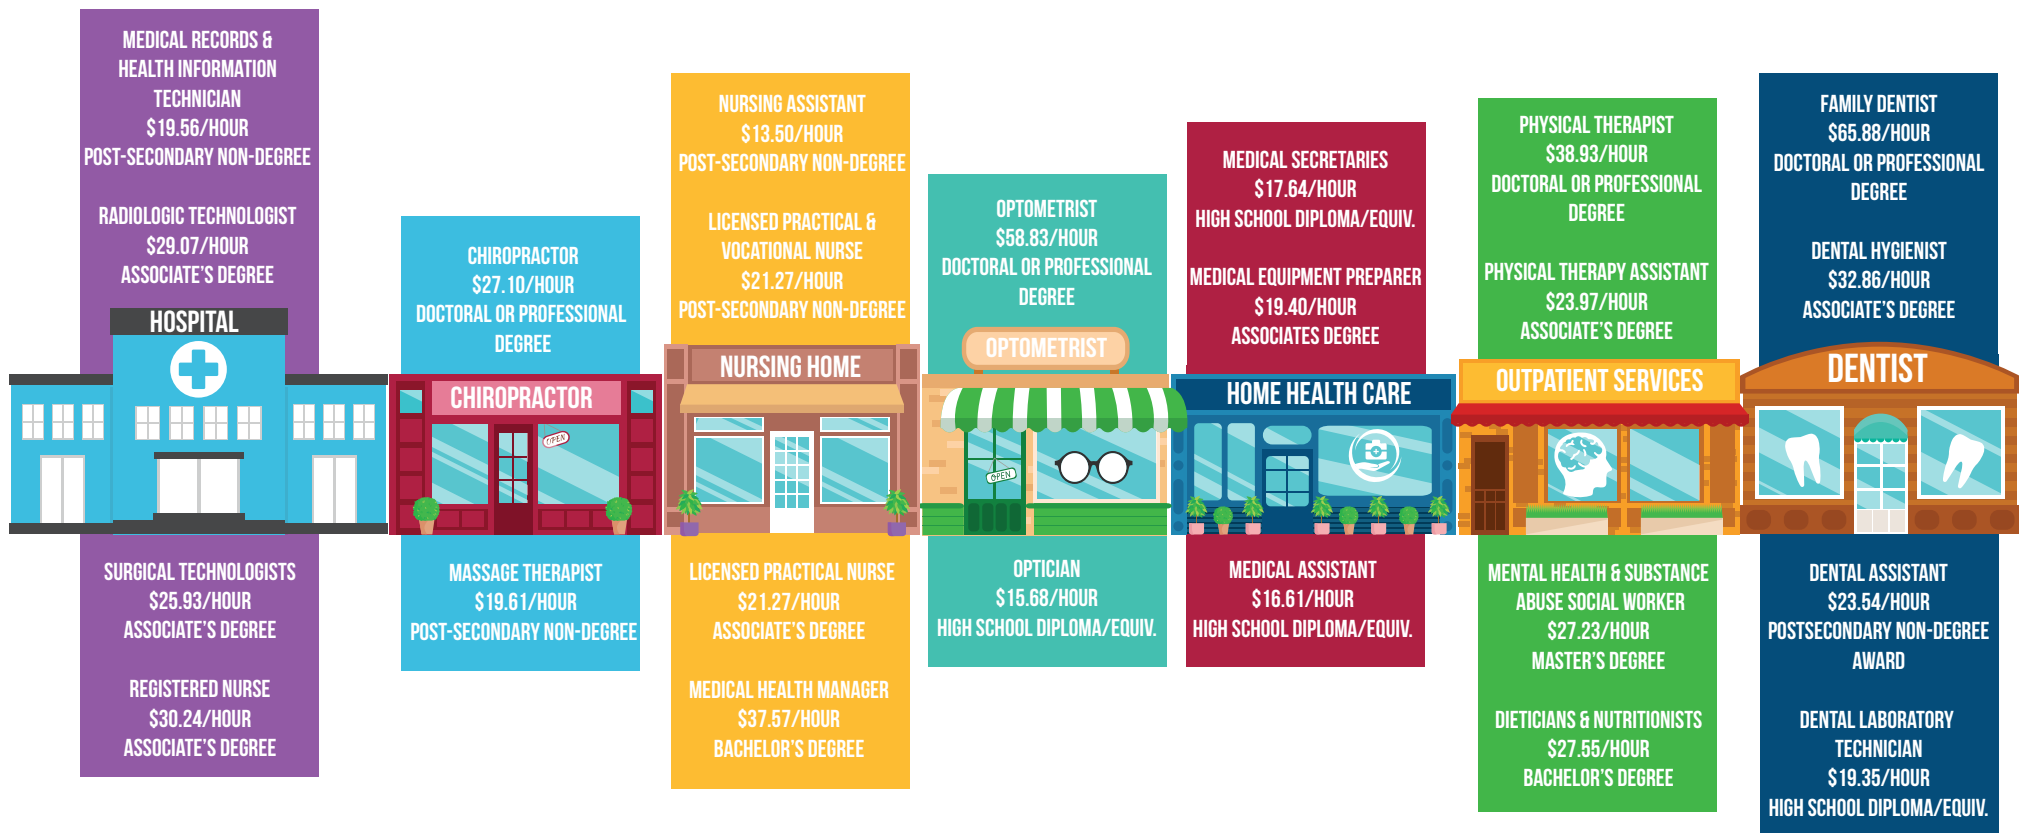 MEDICAL RECORDS &
HEALTH INFORMATION
TECHNICIAN
$19.56/HOUR
POST-SECONDARY NON-DEGREE
RADIOLOGIC TECHNOLOGIST
$29.07/HOUR
ASSOCIATE'S DEGREE
HOSPITAL
SURGICAL TECHNOLOGISTS
$25.93/HOUR
ASSOCIATE'S DEGREE
REGISTERED NURSE
$30.24/HOUR
ASSOCIATE'S DEGREE
CHIROPRACTOR
$27.10/HOUR
DOCTORAL OR PROFESSIONAL
DEGREE
CHIROPRACTOR
OPEN
MASSAGE THERAPIST
$19.61/HOUR
POST-SECONDARY NON-DEGREE
NURSING ASSISTANT
$13.50/HOUR
POST-SECONDARY NON-DEGREE
LICENSED PRACTICAL &
VOCATIONAL NURSE
$21.27/HOUR
POST-SECONDARY NON-DEGREE
NURSING HOME
LICENSED PRACTICAL NURSE
$21.27/HOUR
ASSOCIATE'S DEGREE
MEDICAL HEALTH MANAGER
$37.57/HOUR
BACHELOR'S DEGREE
OPTOMETRIST
$58.83/HOUR
DOCTORAL OR PROFESSIONAL
DEGREE
OPTOMETRIST
OPEN
OPTICIAN
$15.68/HOUR
HIGH SCHOOL DIPLOMA/EQUIV.
MEDICAL SECRETARIES
$17.64/HOUR
HIGH SCHOOL DIPLOMA/EQUIV.
MEDICAL EQUIPMENT PREPARER
$19.40/HOUR
ASSOCIATES DEGREE
HOME HEALTH CARE
MEDICAL ASSISTANT
$16.61/HOUR
HIGH SCHOOL DIPLOMA/EQUIV.
PHYSICAL THERAPIST
$38.93/HOUR
DOCTORAL OR PROFESSIONAL
DEGREE
PHYSICAL THERAPY ASSISTANT
$23.97/HOUR
ASSOCIATE'S DEGREE
OUTPATIENT SERVICES
MENTAL HEALTH & SUBSTANCE
ABUSE SOCIAL WORKER
$27.23/HOUR
MASTER'S DEGREE
DIETICIANS & NUTRITIONISTS
$27.55/HOUR
BACHELOR'S DEGREE
FAMILY DENTIST
$65.88/HOUR
DOCTORAL OR PROFESSIONAL
DEGREE
DENTAL HYGIENIST
$32.86/HOUR
ASSOCIATE'S DEGREE
DENTIST
DENTAL ASSISTANT
$23.54/HOUR
POSTSECONDARY NON-DEGREE
AWARD
DENTAL LABORATORY
TECHNICIAN
$19.35/HOUR
HIGH SCHOOL DIPLOMA/EQUIV.